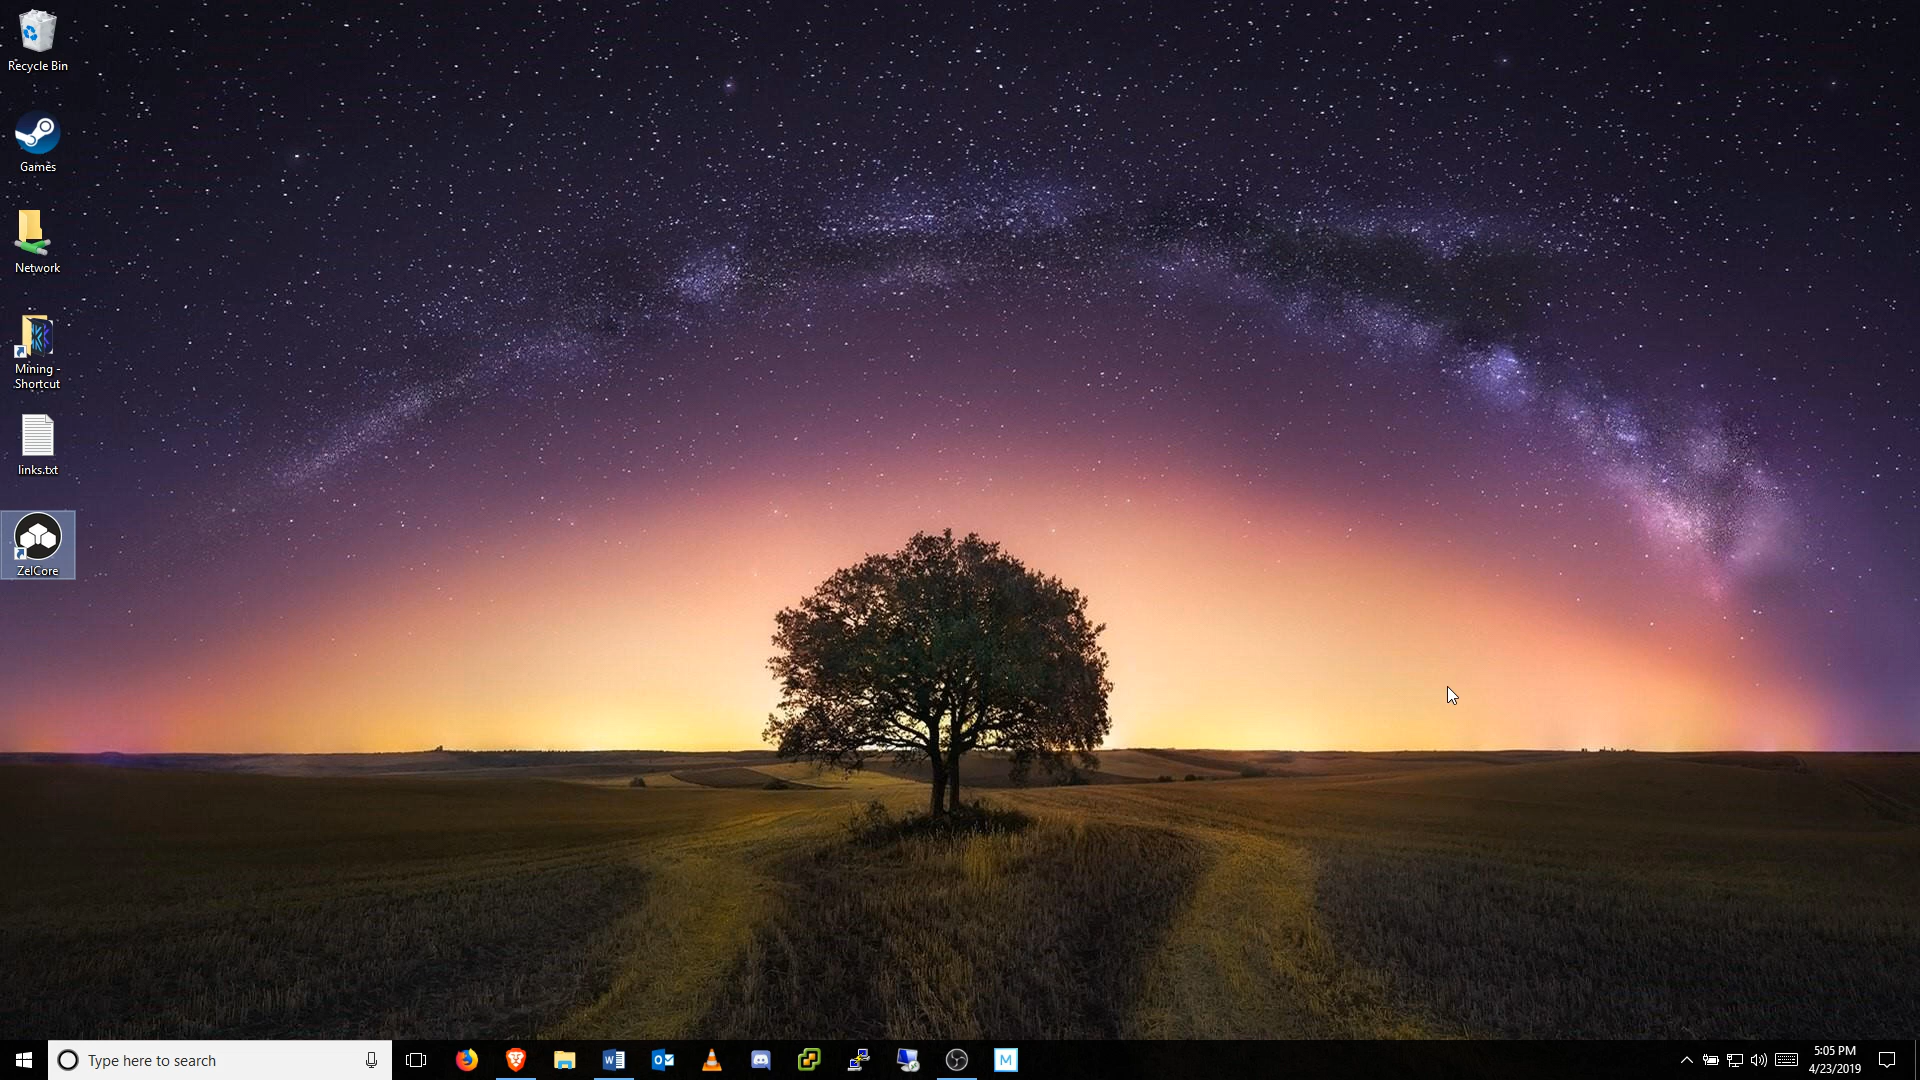 Recycle Bin
Games
Network
Mining -
Shortcut
links.txt
ZelCore
Type here to search
M
5:05 PM
4/23/2019